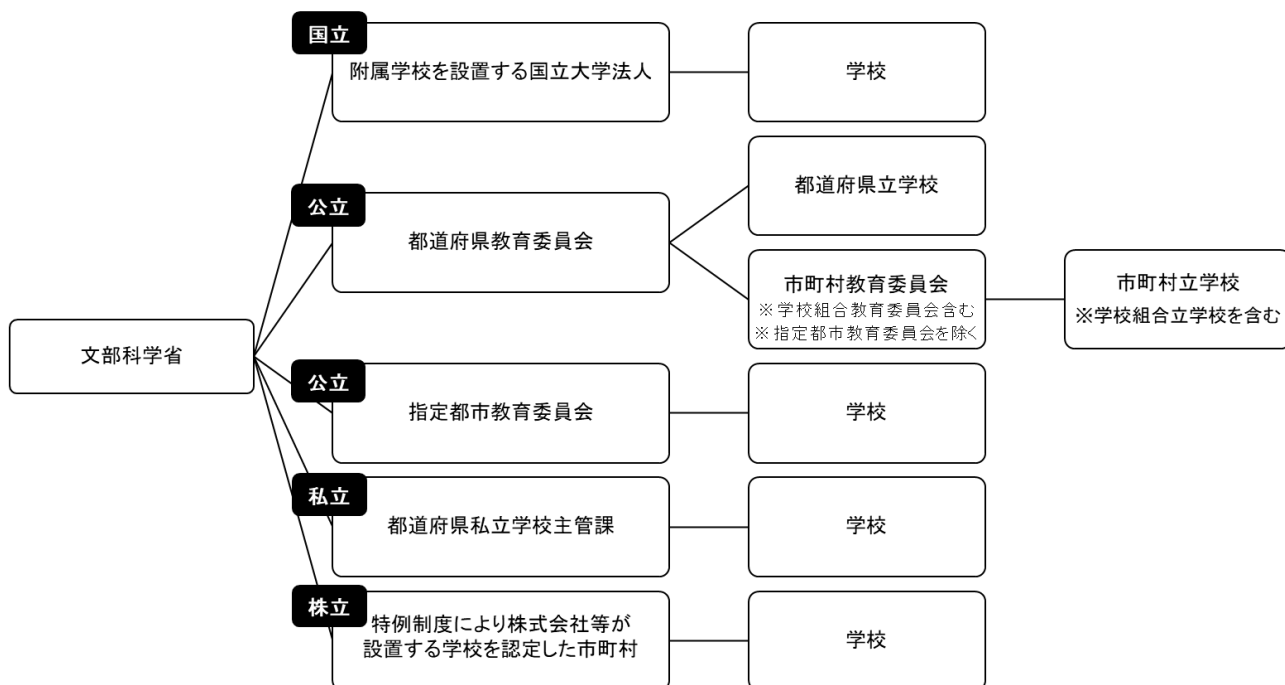 国立
附属学校を設置する国立大学法人
学校
公立
都道府県教育委員会
都道府県立学校
市町村教育委員会
※学校組合教育委員会含む
※指定都市教育委員会を除く
市町村立学校
※学校組合立学校を含む
文部科学省
公立
指定都市教育委員会
学校
私立
都道府県私立学校主管課
学校
株立
特例制度により株式会社等が
設置する学校を認定した市町村
学校